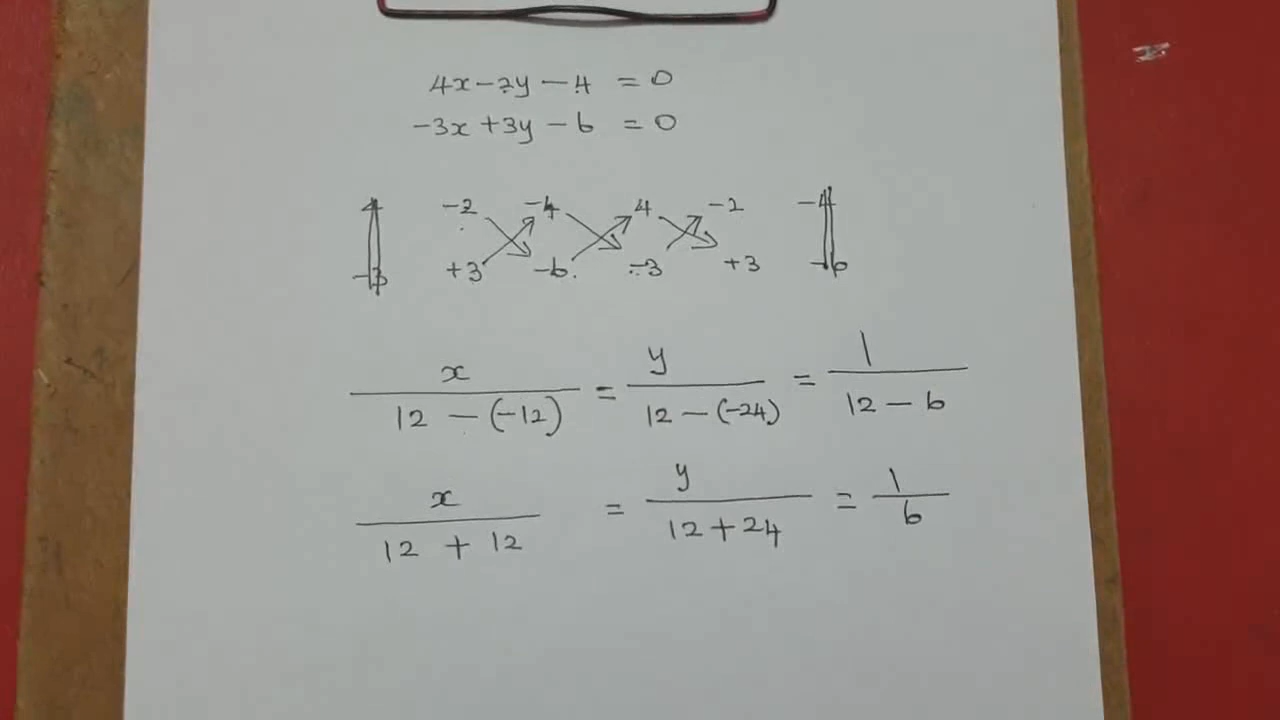 4x - 2y - 4 = 0
-3x + 3y - 6 = 0
4 -2 -4 4 -2 -4
-3 +3 -6 -3 +3 -6
x/(12 - (-12)) = y/(12 - (-24)) = 1/(12 - 6)
x/(12 + 12) = y/(12 + 24) = 1/6